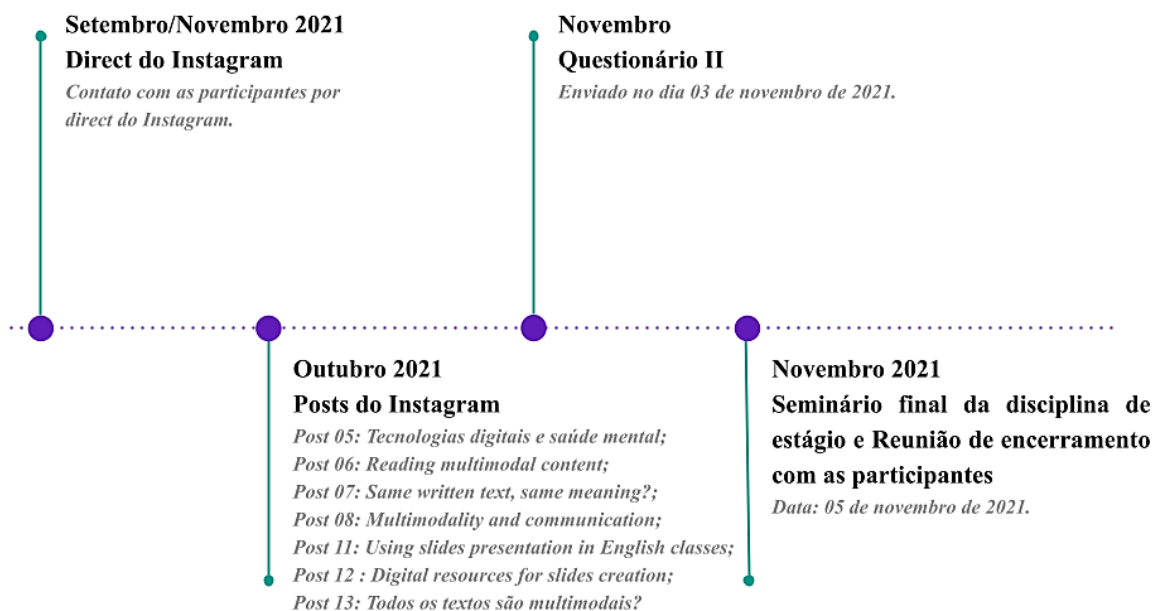 Setembro/Novembro 2021
Direct do Instagram
Contato com as participantes por
direct do Instagram.
Outubro 2021
Posts do Instagram
Post 05: Tecnologias digitais e saúde mental;
Post 06: Reading multimodal content;
Post 07: Same written text, same meaning?;
Post 08: Multimodality and communication;
Post 11: Using slides presentation in English classes;
Post 12 : Digital resources for slides creation;
Post 13: Todos os textos são multimodais?
Novembro
Questionário II
Enviado no dia 03 de novembro de 2021.
Novembro 2021
Seminário final da disciplina de
estágio e Reunião de encerramento
com as participantes
Data: 05 de novembro de 2021.